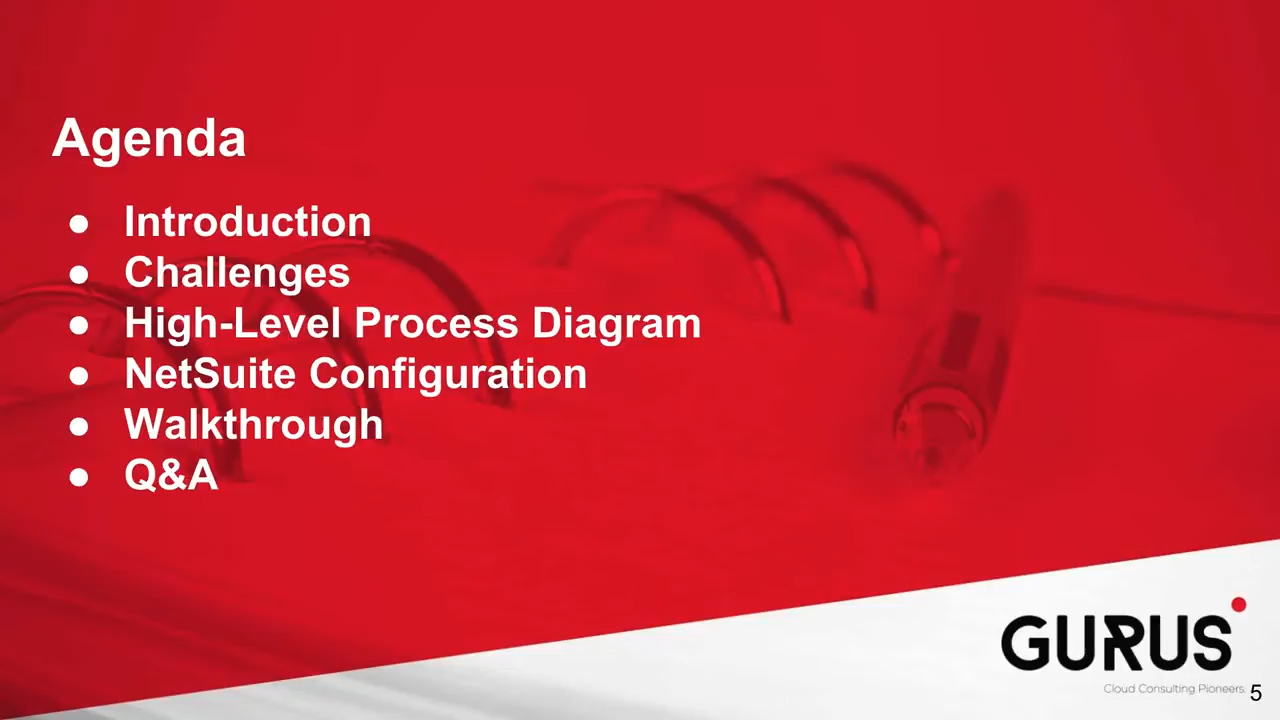 Agenda
● Introduction
● Challenges
● High-Level Process Diagram
● NetSuite Configuration
● Walkthrough
● Q&A
GURUS
Cloud Consulting Pioneers.
5